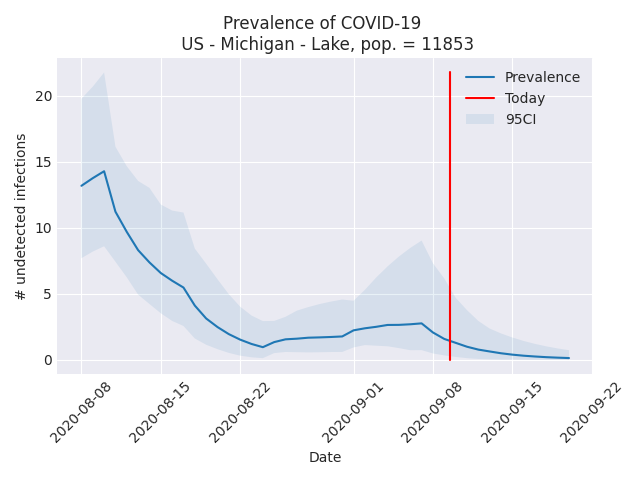 Prevalence of COVID-19
US - Michigan - Lake, pop. = 11853
Prevalence
Today
95CI
# undetected infections
20
15
10
5
0
2020-08-08
2020-08-15
2020-08-22
2020-09-01
2020-09-08
2020-09-15
2020-09-22
Date